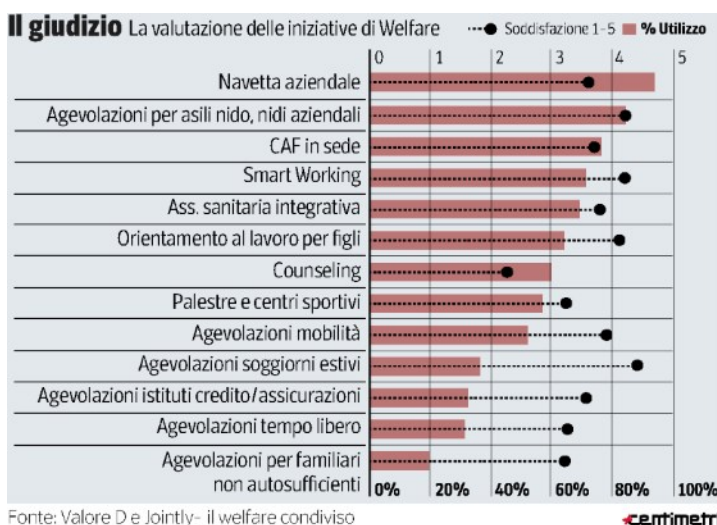 Il giudizio La valutazione delle iniziative di Welfare Soddisfazione 1-5 % Utilizzo
0 1 2 3 4 5
Navetta aziendale
Agevolazioni per asili nido, nidi aziendali
CAF in sede
Smart Working
Ass. sanitaria integrativa
Orientamento al lavoro per figli
Counseling
Palestre e centri sportivi
Agevolazioni mobilità
Agevolazioni soggiorni estivi
Agevolazioni istituti credito/assicurazioni
Agevolazioni tempo libero
Agevolazioni per familiari
non autosufficienti
0% 20% 40% 60% 80% 100%
Fonte: Valore D e Jointly- il welfare condiviso
centimetr